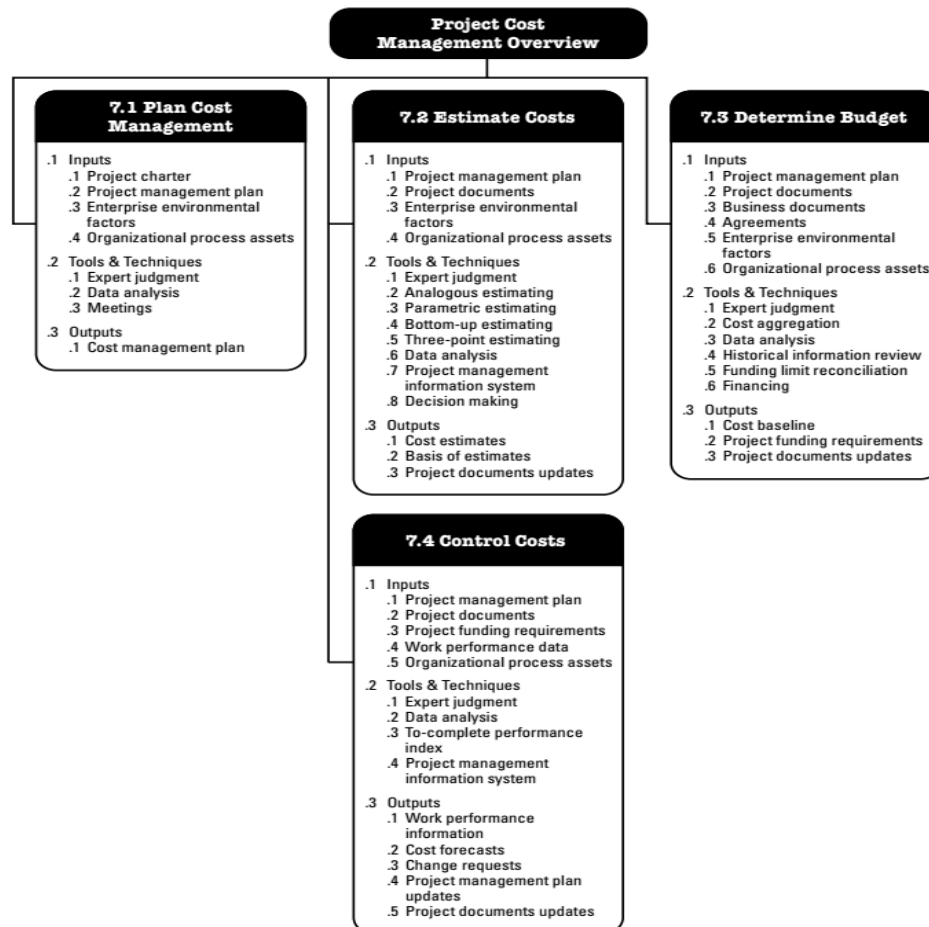 Project Cost
Management Overview
7.1 Plan Cost
Management
.1 Inputs
.1 Project charter
.2 Project management plan
.3 Enterprise environmental
factors
.4 Organizational process assets
.2 Tools & Techniques
.1 Expert judgment
.2 Data analysis
.3 Meetings
.3 Outputs
.1 Cost management plan
7.2 Estimate Costs
.1 Inputs
.1 Project management plan
.2 Project documents
.3 Enterprise environmental
factors
.4 Organizational process assets
.2 Tools & Techniques
.1 Expert judgment
.2 Analogous estimating
.3 Parametric estimating
.4 Bottom-up estimating
.5 Three-point estimating
.6 Data analysis
.7 Project management
information system
.8 Decision making
.3 Outputs
.1 Cost estimates
.2 Basis of estimates
.3 Project documents updates
7.3 Determine Budget
.1 Inputs
.1 Project management plan
.2 Project documents
.3 Business documents
.4 Agreements
.5 Enterprise environmental
factors
.6 Organizational process assets
.2 Tools & Techniques
.1 Expert judgment
.2 Cost aggregation
.3 Data analysis
.4 Historical information review
.5 Funding limit reconciliation
.6 Financing
.3 Outputs
.1 Cost baseline
.2 Project funding requirements
.3 Project documents updates
7.4 Control Costs
.1 Inputs
.1 Project management plan
.2 Project documents
.3 Project funding requirements
.4 Work performance data
.5 Organizational process assets
.2 Tools & Techniques
.1 Expert judgment
.2 Data analysis
.3 To-complete performance
index
.4 Project management
information system
.3 Outputs
.1 Work performance
information
.2 Cost forecasts
.3 Change requests
.4 Project management plan
updates
.5 Project documents updates